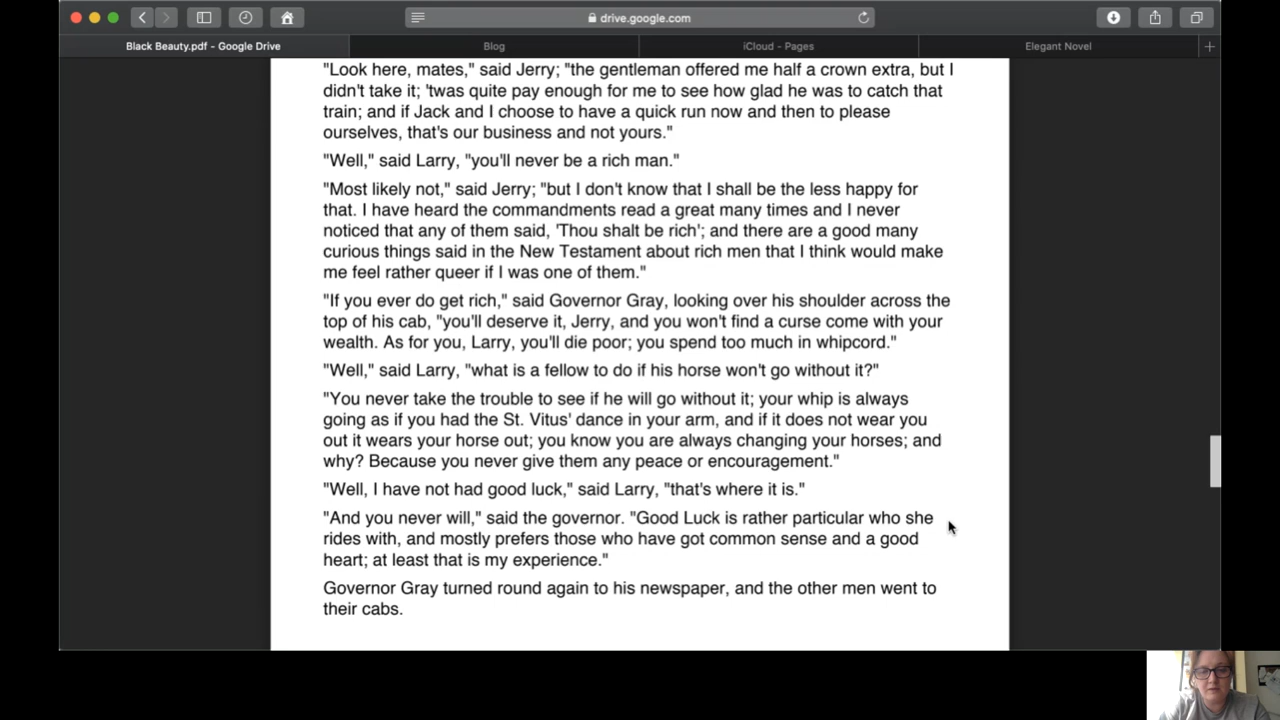 drive.google.com
Black Beauty.pdf - Google Drive
Blog
iCloud - Pages
Elegant Novel
"Look here, mates," said Jerry; "the gentleman offered me half a crown extra, but I
didn't take it; 'twas quite pay enough for me to see how glad he was to catch that
train; and if Jack and I choose to have a quick run now and then to please
ourselves, that's our business and not yours."
"Well," said Larry, "you'll never be a rich man."
"Most likely not," said Jerry; "but I don't know that I shall be the less happy for
that. I have heard the commandments read a great many times and I never
noticed that any of them said, 'Thou shalt be rich'; and there are a good many
curious things said in the New Testament about rich men that I think would make
me feel rather queer if I was one of them."
"If you ever do get rich," said Governor Gray, looking over his shoulder across the
top of his cab, "you'll deserve it, Jerry, and you won't find a curse come with your
wealth. As for you, Larry, you'll die poor; you spend too much in whipcord."
"Well," said Larry, "what is a fellow to do if his horse won't go without it?"
"You never take the trouble to see if he will go without it; your whip is always
going as if you had the St. Vitus' dance in your arm, and if it does not wear you
out it wears your horse out; you know you are always changing your horses; and
why? Because you never give them any peace or encouragement."
"Well, I have not had good luck," said Larry, "that's where it is."
"And you never will," said the governor. "Good Luck is rather particular who she
rides with, and mostly prefers those who have got common sense and a good
heart; at least that is my experience."
Governor Gray turned round again to his newspaper, and the other men went to
their cabs.